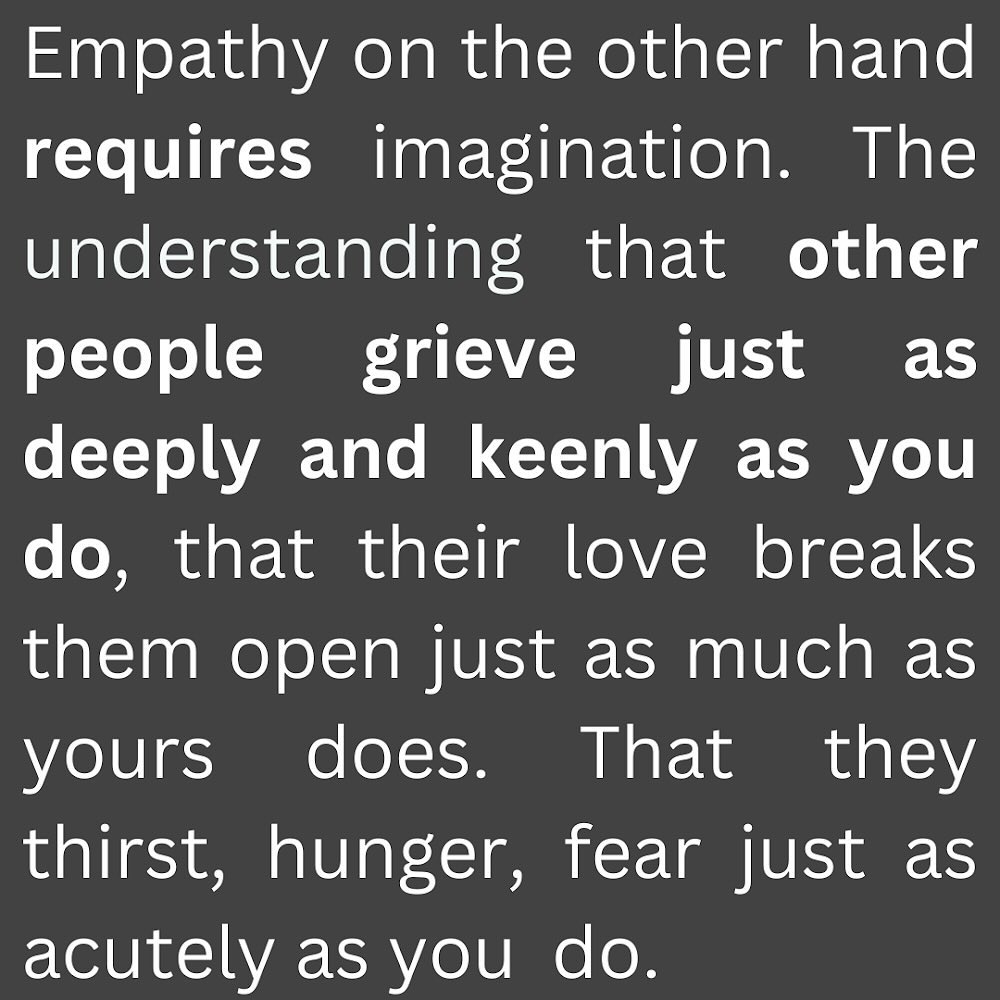 Empathy on the other hand
requires imagination. The
understanding that other
people grieve just as
deeply and keenly as you
do, that their love breaks
them open just as much as
yours does. That they
thirst, hunger, fear just as
acutely as you do.